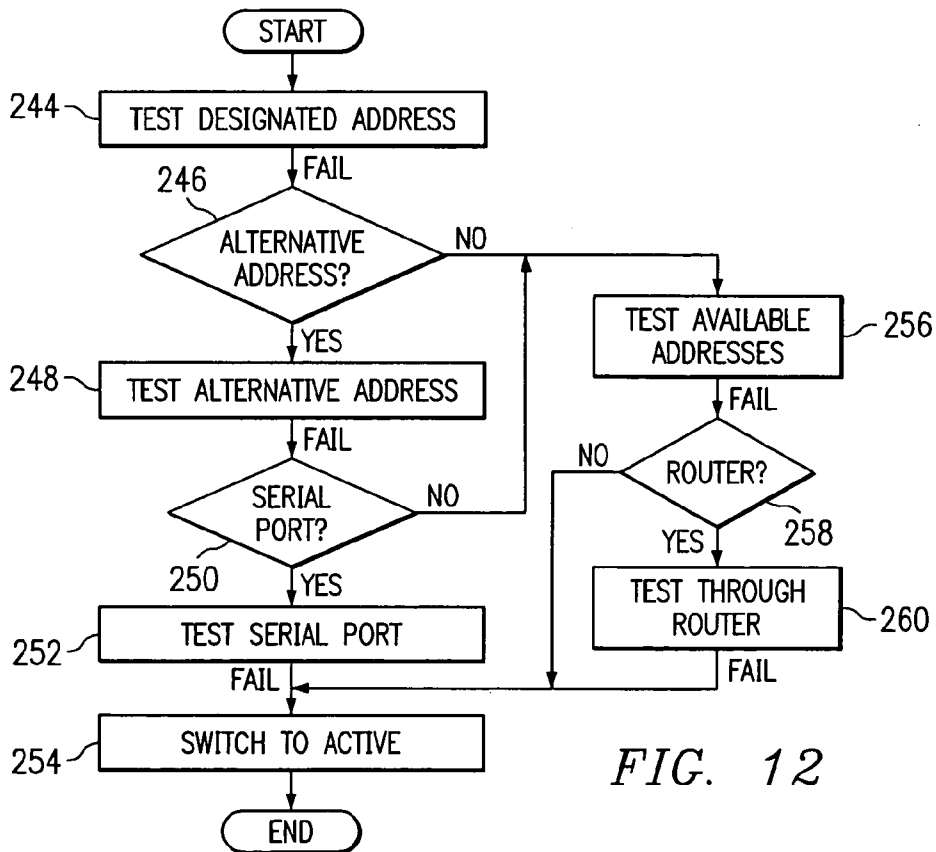 START
244
TEST DESIGNATED ADDRESS
FAIL
246
ALTERNATIVE
ADDRESS?
NO
YES
248
TEST ALTERNATIVE ADDRESS
FAIL
SERIAL
PORT?
NO
250
YES
252
TEST SERIAL PORT
FAIL
254
SWITCH TO ACTIVE
END
TEST AVAILABLE
ADDRESSES
256
FAIL
NO
ROUTER?
258
YES
TEST THROUGH
ROUTER
260
FAIL
FIG. 12